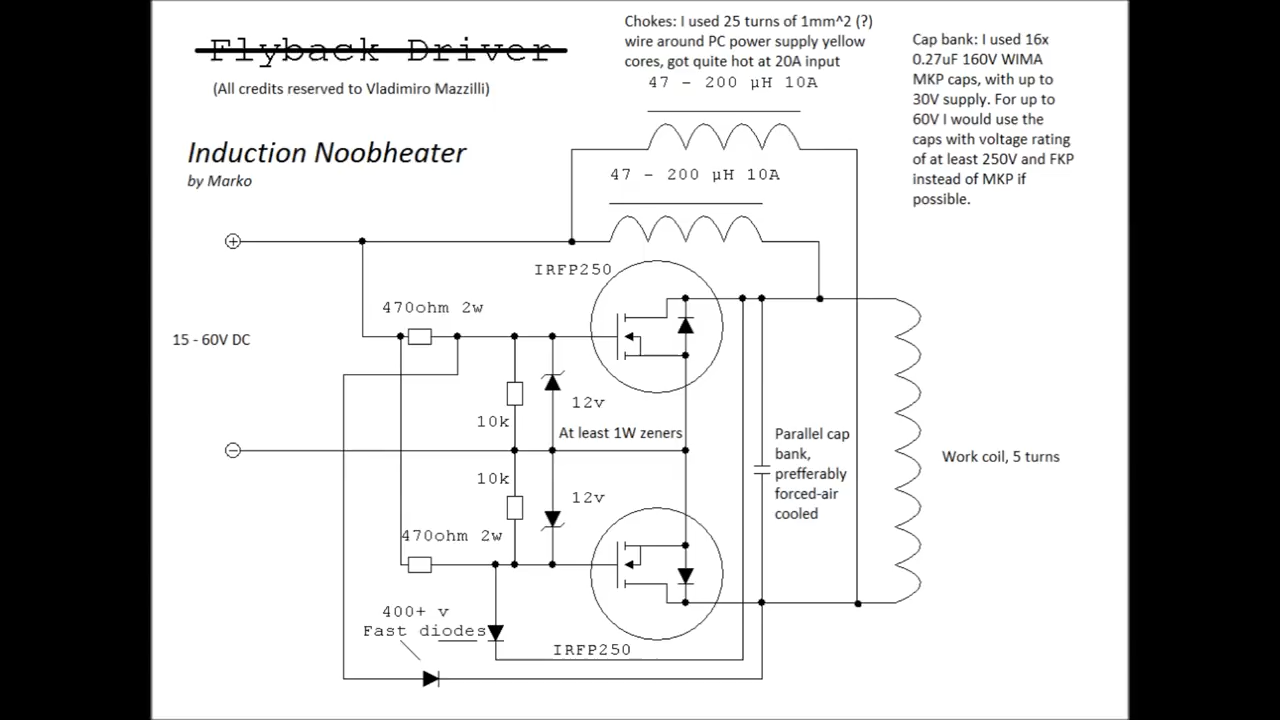 Flyback Driver
(All credits reserved to Vladimiro Mazzilli)
Induction Noobheater
by Marko
Chokes: I used 25 turns of 1mm^2 (?)
wire around PC power supply yellow
cores, got quite hot at 20A input
47 - 200 µH 10A
47 - 200 µH 10A
Cap bank: I used 16x
0.27uF 160V WIMA
MKP caps, with up to
30V supply. For up to
60V I would use the
caps with voltage rating
of at least 250V and FKP
instead of MKP if
possible.
IRFP250
470ohm 2w
15 - 60V DC
12v
10k
At least 1W zeners
Parallel cap
bank,
prefferably
forced-air
cooled
Work coil, 5 turns
10k
12v
470ohm 2w
400+ v
Fast diodes
IRFP250